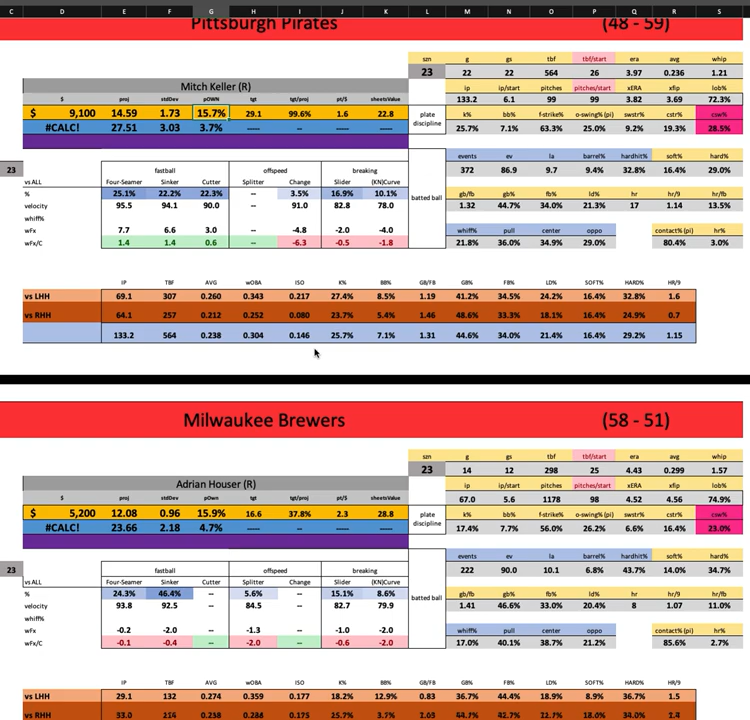 C D E F G H I J K L M N O P Q R S
Pittsburgh Pirates (48 - 59)
szn g gs tbf tbf/start era avg whip
23 22 22 564 26 3.97 0.236 1.21
Mitch Keller (R) ip ip/start pitches pitches/start xERA xfip lob%
$ proj stdDev pOWN tgt tgt/proj pt/$ sheetsValue 133.2 6.1 99 99 3.82 3.69 72.3%
$ 9,100 14.59 1.73 15.7% 29.1 99.6% 1.6 22.8 plate discipline k% bb% f-strike% o-swing% (pi) swstr% cstr% csw%
#CALC! 27.51 3.03 3.7% ---- -- ---- ---- 25.7% 7.1% 63.3% 25.0% 9.2% 19.3% 28.5%
23 events ev la barrel% hardhit% soft% hard%
fastball offspeed breaking 372 86.9 9.7 9.4% 32.8% 16.4% 29.0%
vs ALL Four-Seamer Sinker Cutter Splitter Change Slider (KN)Curve batted ball
% 25.1% 22.2% 22.3% -- 3.5% 16.9% 10.1% gb/fb gb% fb% ld% hr hr/9 hr/fb
velocity 95.5 94.1 90.0 91.0 82.8 78.0 1.32 44.7% 34.0% 21.3% 17 1.14 13.5%
whiff%
wFx 7.7 6.6 3.0 -4.8 -2.0 -4.0 whiff% pull center oppo contact% (pi) hr%
wFx/C 1.4 1.4 0.6 -- -6.3 -0.5 -1.8 21.8% 36.0% 34.9% 29.0% 80.4% 3.0%
IP TBF AVG wOBA ISO K% BB% GB/FB GB% FB% LD% SOFT% HARD% HR/9
vs LHH 69.1 307 0.260 0.343 0.217 27.4% 8.5% 1.19 41.2% 34.5% 24.2% 16.4% 32.8% 1.6
vs RHH 64.1 257 0.212 0.252 0.080 23.7% 5.4% 1.46 48.6% 33.3% 18.1% 16.4% 24.9% 0.7
133.2 564 0.238 0.304 0.146 25.7% 7.1% 1.31 44.6% 34.0% 21.4% 16.4% 29.2% 1.15
Milwaukee Brewers (58 - 51)
szn g gs tbf tbf/start era avg whip
23 14 12 298 25 4.43 0.299 1.57
Adrian Houser (R) ip ip/start pitches pitches/start xERA xfip lob%
$ proj stdDev pOwn tgt tgt/proj pt/$ sheetsValue 67.0 5.6 1178 98 4.52 4.56 74.9%
$ 5,200 12.08 0.96 15.9% 16.6 37.8% 2.3 28.8 plate discipline k% bb% f-strike% o-swing% (pi) swstr% cstr% csw%
#CALC! 23.66 2.18 4.7% ---- -- ---- ---- 17.4% 7.7% 56.0% 26.2% 6.6% 16.4% 23.0%
23 events ev la barrel% hardhit% soft% hard%
fastball offspeed breaking 222 90.0 10.1 6.8% 43.7% 14.0% 34.7%
vs ALL Four-Seamer Sinker Cutter Splitter Change Slider (KN)Curve batted ball
% 24.3% 46.4% -- 5.6% -- 15.1% 8.6% gb/fb gb% fb% ld% hr hr/9 hr/fb
velocity 93.8 92.5 -- 84.5 -- 82.7 79.9 1.41 46.6% 33.0% 20.4% 8 1.07 11.0%
whiff%
wFx -0.2 -2.0 -- -1.3 -- -1.0 -2.0 whiff% pull center oppo contact% (pi) hr%
wFx/C -0.1 -0.4 -- -2.0 -- -0.6 -2.0 17.0% 40.1% 38.7% 21.2% 85.6% 2.7%
IP TBF AVG wOBA ISO K% BB% GB/FB GB% FB% LD% SOFT% HARD% HR/9
vs LHH 29.1 132 0.274 0.359 0.177 18.2% 12.9% 0.83 36.7% 44.4% 18.9% 8.9% 36.7% 1.5
vs RHH 33.0